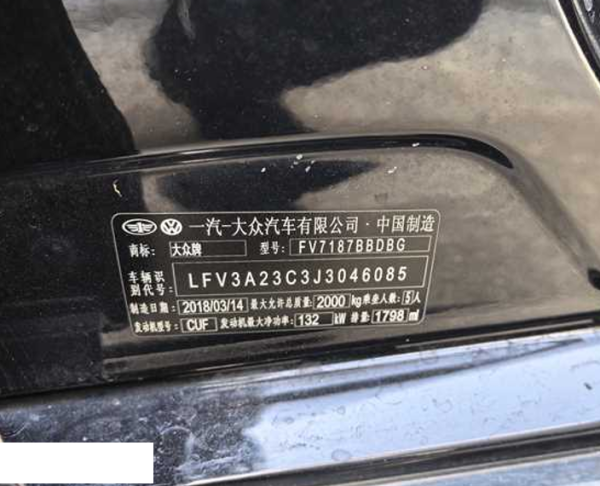 一汽-大众汽车有限公司·中国制造
商标: 大众牌 型号: FV7187BBDBG
车辆识到代号: LFV3A23C3J3046085
制造日期: 2018/03/14 最大允许总质量: 2000 kg 乘坐人数: 5 人
发动机型号: CUF 发动机最大净功率: 132 kW 排量: 1798 ml